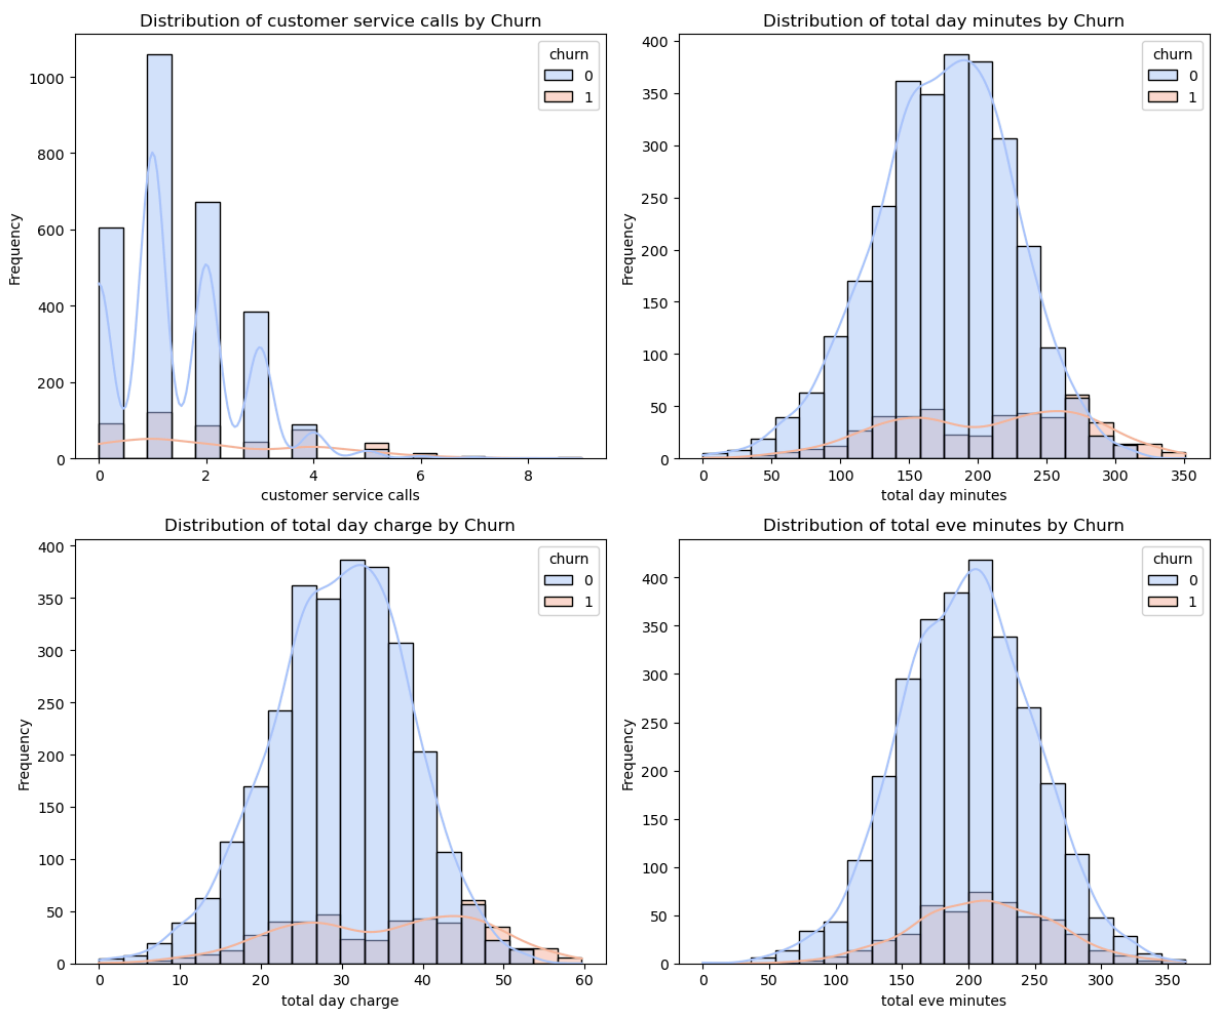 Distribution of customer service calls by Churn
churn
0
1
1000
800
600
400
200
0
Frequency
0 2 4 6 8
customer service calls
Distribution of total day minutes by Churn
churn
0
1
400
350
300
250
200
150
100
50
0
Frequency
0 50 100 150 200 250 300 350
total day minutes
Distribution of total day charge by Churn
churn
0
1
400
350
300
250
200
150
100
50
0
Frequency
0 10 20 30 40 50 60
total day charge
Distribution of total eve minutes by Churn
churn
0
1
400
350
300
250
200
150
100
50
0
Frequency
0 50 100 150 200 250 300 350
total eve minutes